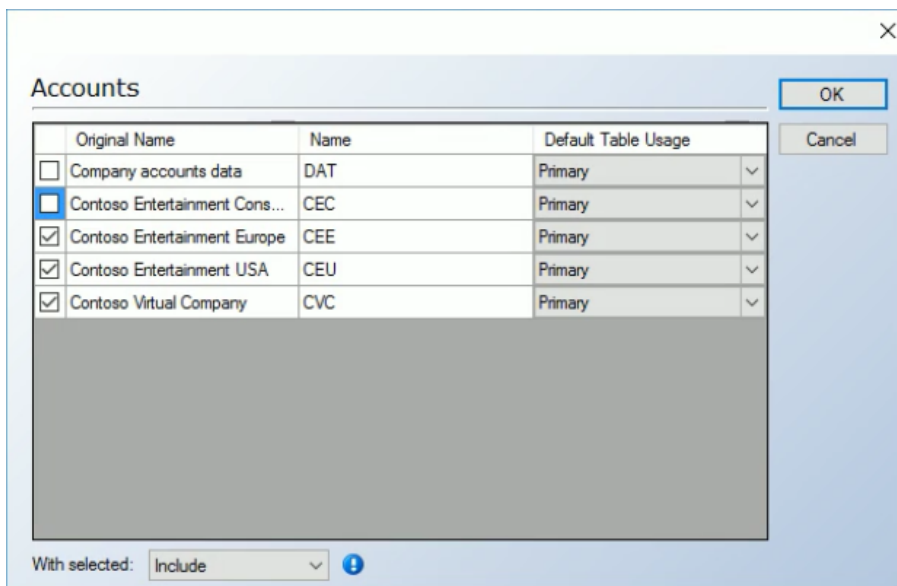 Accounts
OK
Cancel
Original Name Name Default Table Usage
Company accounts data DAT Primary
Contoso Entertainment Cons... CEC Primary
Contoso Entertainment Europe CEE Primary
Contoso Entertainment USA CEU Primary
Contoso Virtual Company CVC Primary
With selected: Include